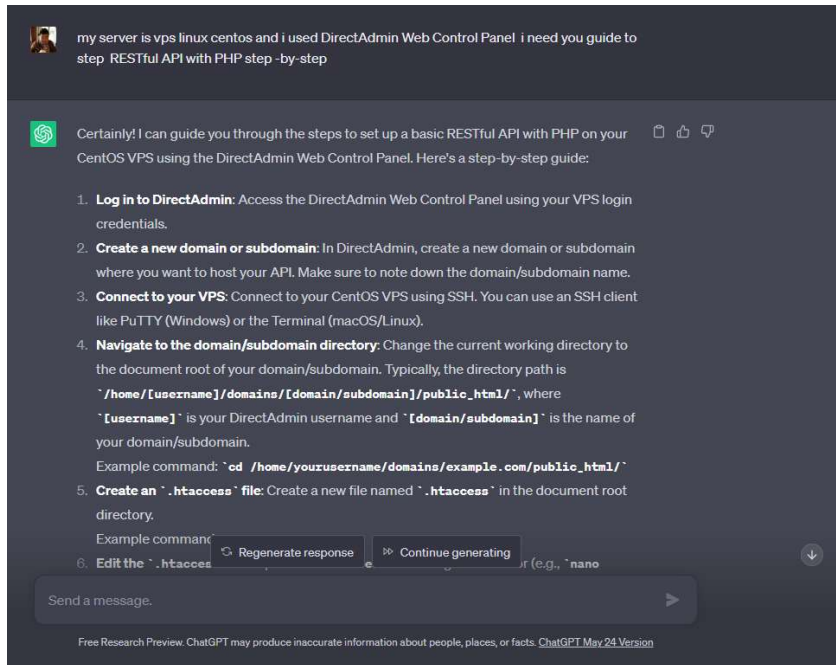 my server is vps linux centos and i used DirectAdmin Web Control Panel i need you guide to
step RESTful API with PHP step -by-step
Certainly! I can guide you through the steps to set up a basic RESTful API with PHP on your
CentOS VPS using the DirectAdmin Web Control Panel. Here's a step-by-step guide:
1. Log in to DirectAdmin: Access the DirectAdmin Web Control Panel using your VPS login
credentials.
2. Create a new domain or subdomain: In DirectAdmin, create a new domain or subdomain
where you want to host your API. Make sure to note down the domain/subdomain name.
3. Connect to your VPS: Connect to your CentOS VPS using SSH. You can use an SSH client
like PuTTY (Windows) or the Terminal (macOS/Linux).
4. Navigate to the domain/subdomain directory: Change the current working directory to
the document root of your domain/subdomain. Typically, the directory path is
`/home/[username]/domains/[domain/subdomain]/public_html/`, where
`[username]` is your DirectAdmin username and `[domain/subdomain]` is the name of
your domain/subdomain.
Example command: `cd /home/yourusername/domains/example.com/public_html/`
5. Create an `.htaccess` file: Create a new file named `.htaccess` in the document root
directory.
Example command
Regenerate response
Continue generating
6. Edit the `.htacces (e.g., `nano
Send a message.
Free Research Preview. ChatGPT may produce inaccurate information about people, places, or facts. ChatGPT May 24 Version